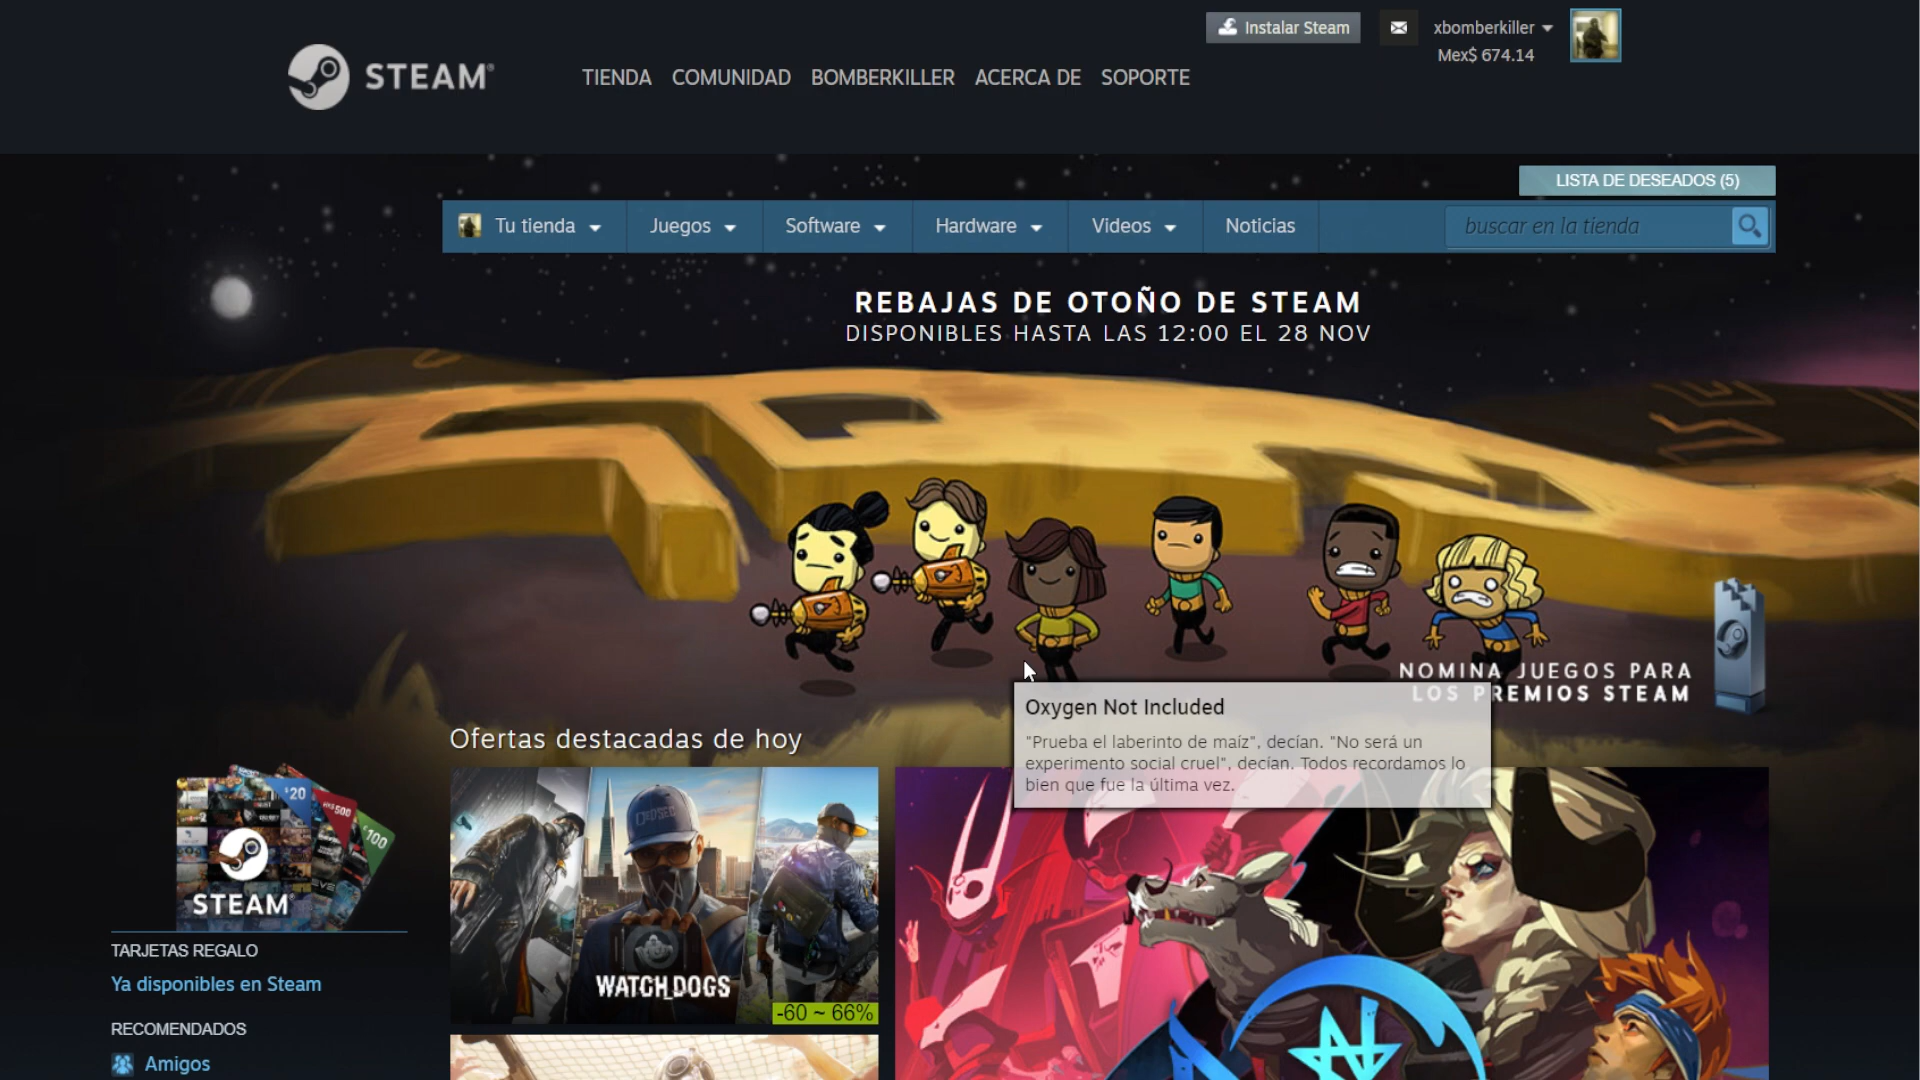 Instalar Steam
xbomberkiller
Mex$ 674.14
STEAM®
TIENDA COMUNIDAD BOMBERKILLER ACERCA DE SOPORTE
LISTA DE DESEADOS (5)
Tu tienda Juegos Software Hardware Videos Noticias buscar en la tienda
REBAJAS DE OTOÑO DE STEAM
DISPONIBLES HASTA LAS 12:00 EL 28 NOV
NOMINA JUEGOS PARA
LOS PREMIOS STEAM
Oxygen Not Included
"Prueba el laberinto de maíz", decían. "No será un
experimento social cruel", decían. Todos recordamos lo
bien que fue la última vez.
Ofertas destacadas de hoy
WATCH_DOGS
-60 ~ 66%
STEAM
TARJETAS REGALO
Ya disponibles en Steam
RECOMENDADOS
Amigos